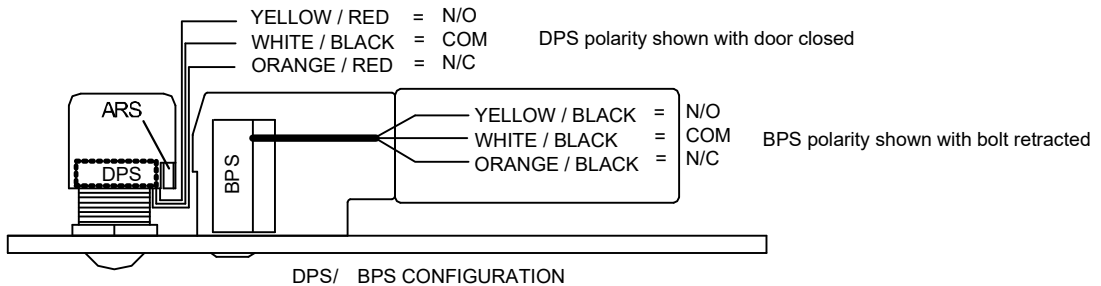 YELLOW / RED = N/O
WHITE / BLACK = COM DPS polarity shown with door closed
ORANGE / RED = N/C
ARS
DPS
BPS
YELLOW / BLACK = N/O
WHITE / BLACK = COM BPS polarity shown with bolt retracted
ORANGE / BLACK = N/C
DPS/ BPS CONFIGURATION